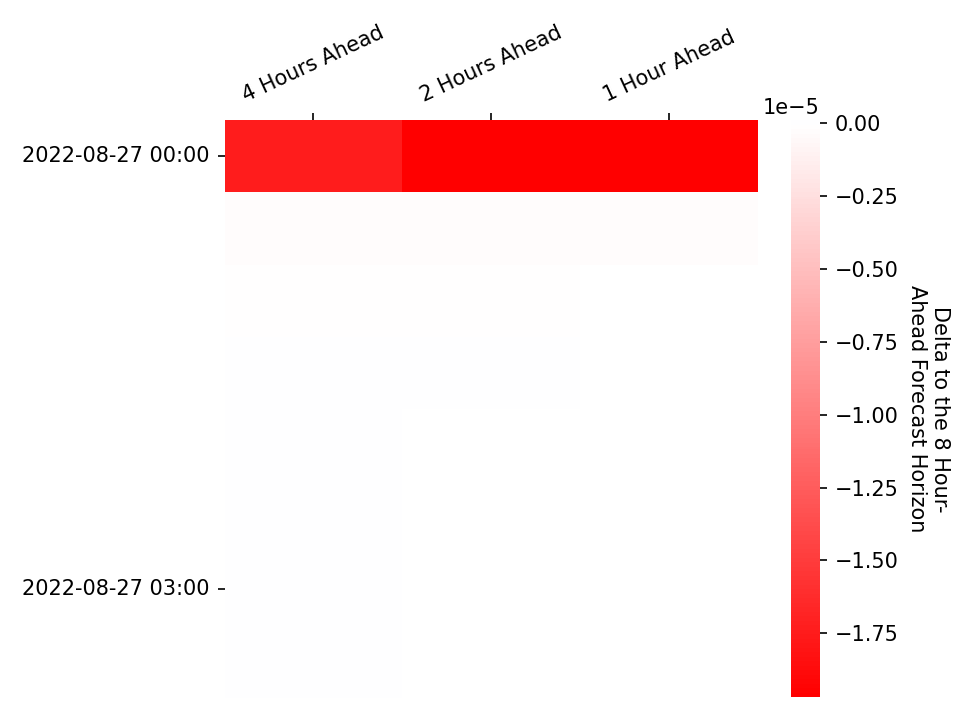 4 Hours Ahead
2 Hours Ahead
1 Hour Ahead
1e−5
2022-08-27 00:00
2022-08-27 03:00
0.00
−0.25
−0.50
−0.75
−1.00
−1.25
−1.50
−1.75
Delta to the 8 Hour-
Ahead Forecast Horizon